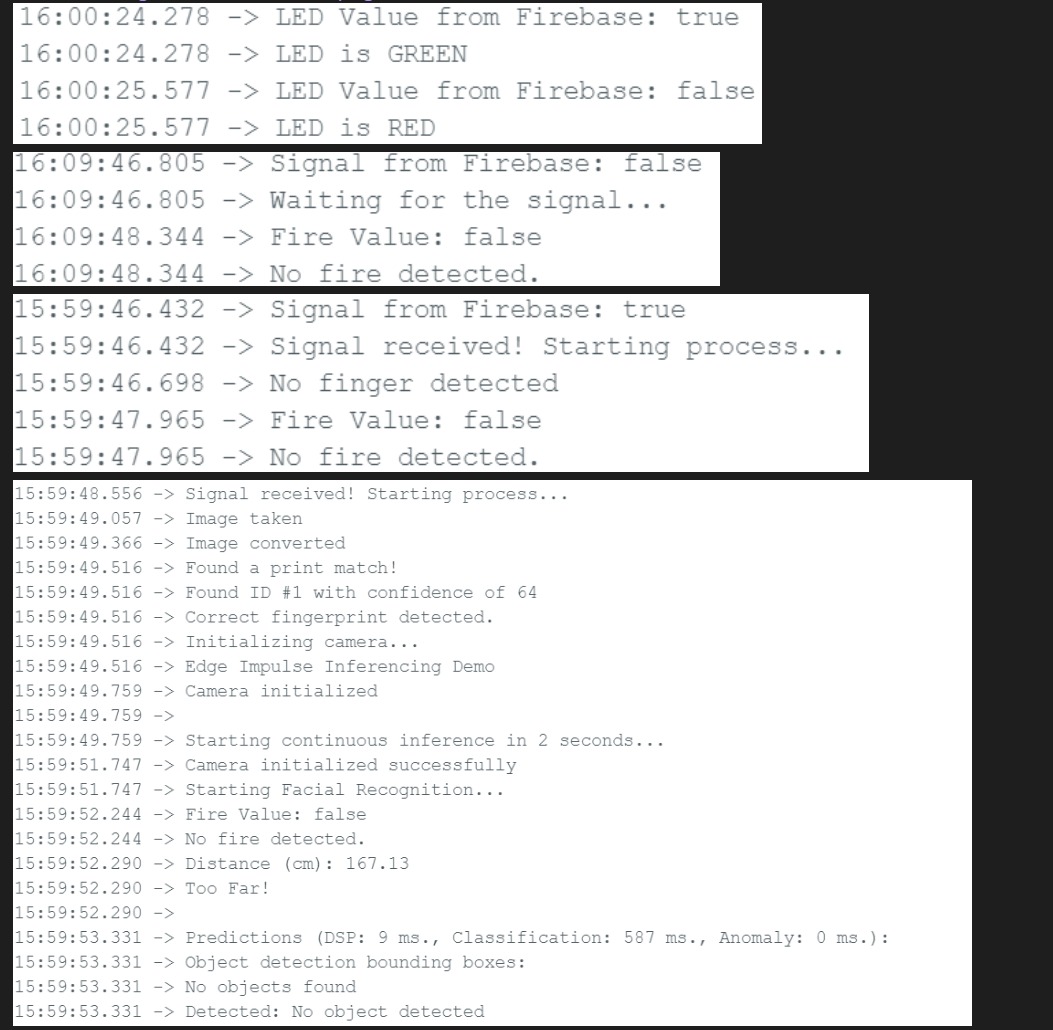 16:00:24.278 -> LED Value from Firebase: true
16:00:24.278 -> LED is GREEN
16:00:25.577 -> LED Value from Firebase: false
16:00:25.577 -> LED is RED
16:09:46.805 -> Signal from Firebase: false
16:09:46.805 -> Waiting for the signal...
16:09:48.344 -> Fire Value: false
16:09:48.344 -> No fire detected.
15:59:46.432 -> Signal from Firebase: true
15:59:46.432 -> Signal received! Starting process...
15:59:46.698 -> No finger detected
15:59:47.965 -> Fire Value: false
15:59:47.965 -> No fire detected.
15:59:48.556 -> Signal received! Starting process...
15:59:49.057 -> Image taken
15:59:49.366 -> Image converted
15:59:49.516 -> Found a print match!
15:59:49.516 -> Found ID #1 with confidence of 64
15:59:49.516 -> Correct fingerprint detected.
15:59:49.516 -> Initializing camera...
15:59:49.516 -> Edge Impulse Inferencing Demo
15:59:49.759 -> Camera initialized
15:59:49.759 ->
15:59:49.759 -> Starting continuous inference in 2 seconds...
15:59:51.747 -> Camera initialized successfully
15:59:51.747 -> Starting Facial Recognition...
15:59:52.244 -> Fire Value: false
15:59:52.244 -> No fire detected.
15:59:52.290 -> Distance (cm): 167.13
15:59:52.290 -> Too Far!
15:59:52.290 ->
15:59:53.331 -> Predictions (DSP: 9 ms., Classification: 587 ms., Anomaly: 0 ms.):
15:59:53.331 -> Object detection bounding boxes:
15:59:53.331 -> No objects found
15:59:53.331 -> Detected: No object detected